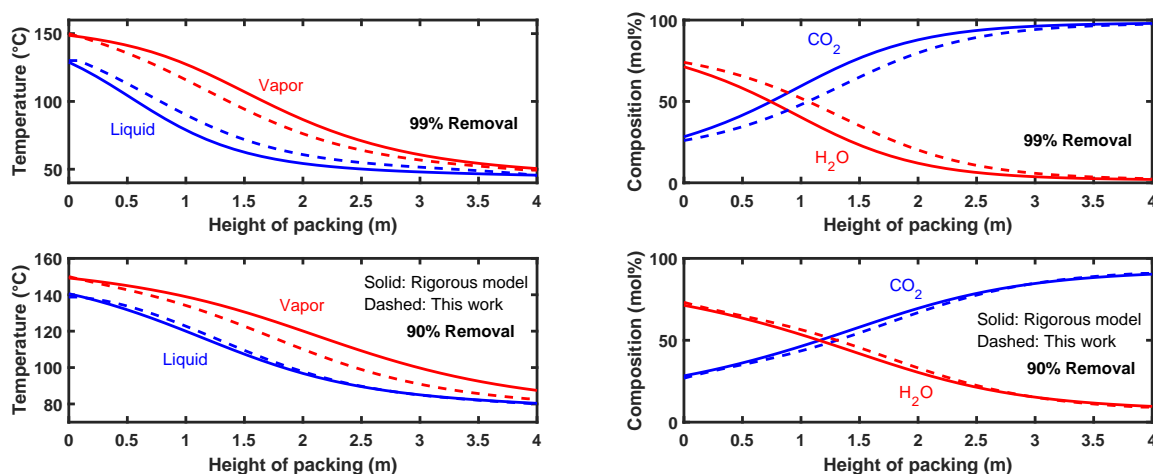 150
100
50
Temperature (°C)
Vapor
Liquid
99% Removal
0 0.5 1 1.5 2 2.5 3 3.5 4
Height of packing (m)
100
50
0
Composition (mol%)
CO2
H2O
99% Removal
0 0.5 1 1.5 2 2.5 3 3.5 4
Height of packing (m)
160
140
120
100
80
Temperature (°C)
Vapor
Liquid
Solid: Rigorous model
Dashed: This work
90% Removal
0 0.5 1 1.5 2 2.5 3 3.5 4
Height of packing (m)
100
50
0
Composition (mol%)
CO2
H2O
Solid: Rigorous model
Dashed: This work
90% Removal
0 0.5 1 1.5 2 2.5 3 3.5 4
Height of packing (m)